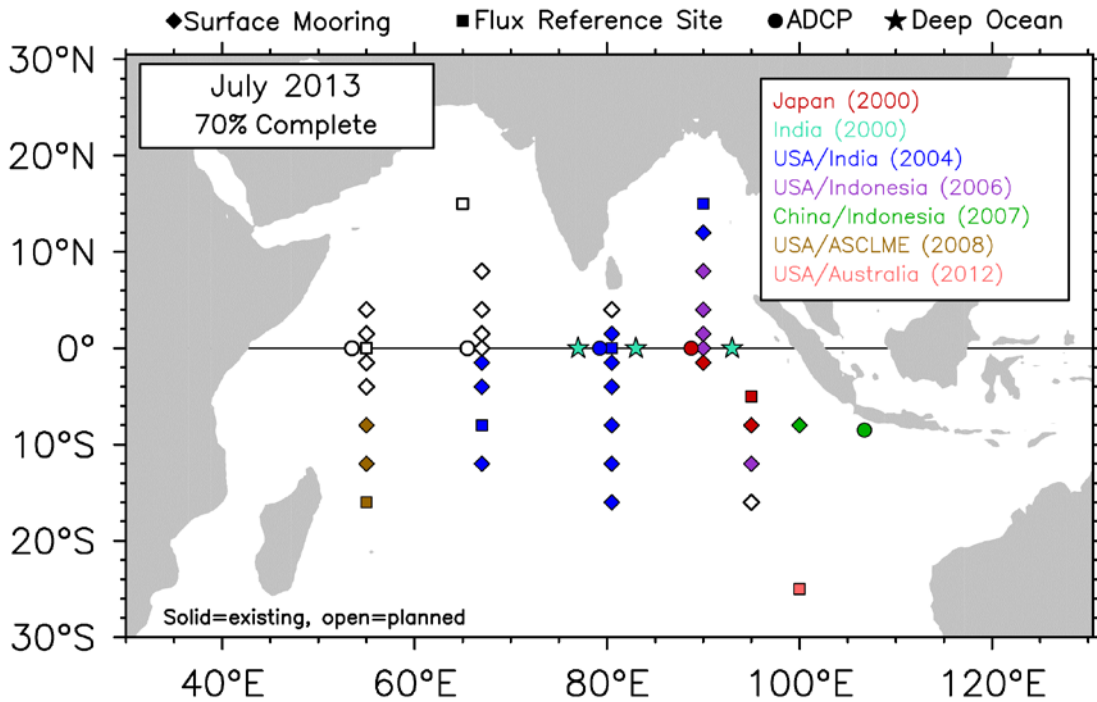 Surface Mooring Flux Reference Site ADCP Deep Ocean
30°N
20°N
10°N
0°
10°S
20°S
30°S
July 2013
70% Complete
Japan (2000)
India (2000)
USA/India (2004)
USA/Indonesia (2006)
China/Indonesia (2007)
USA/ASCLME (2008)
USA/Australia (2012)
Solid=existing, open=planned
40°E 60°E 80°E 100°E 120°E